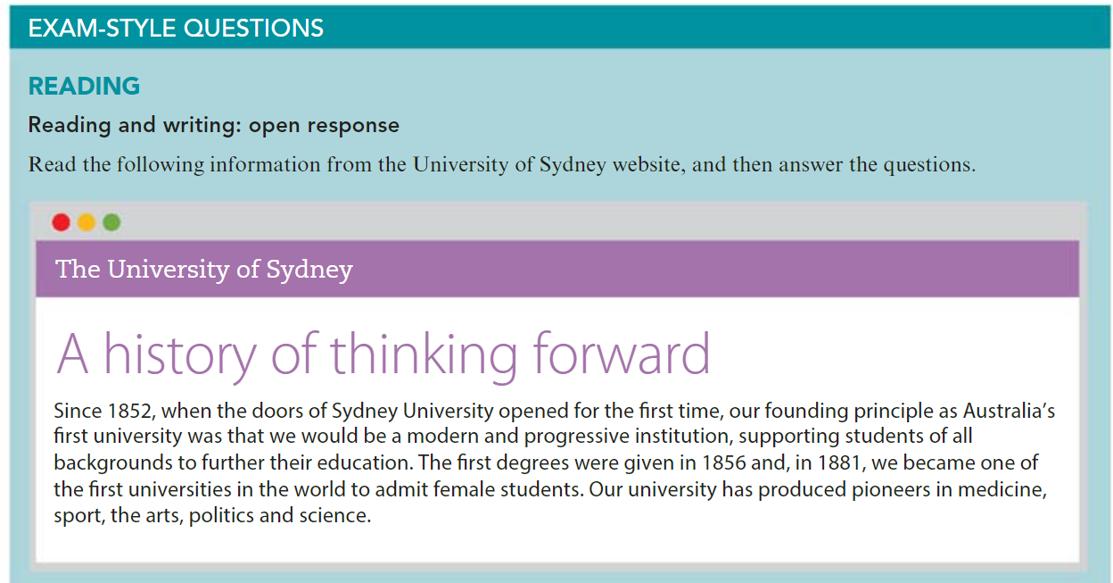 EXAM-STYLE QUESTIONS
READING
Reading and writing: open response
Read the following information from the University of Sydney website, and then answer the questions.
The University of Sydney
A history of thinking forward
Since 1852, when the doors of Sydney University opened for the first time, our founding principle as Australia’s
first university was that we would be a modern and progressive institution, supporting students of all
backgrounds to further their education. The first degrees were given in 1856 and, in 1881, we became one of
the first universities in the world to admit female students. Our university has produced pioneers in medicine,
sport, the arts, politics and science.